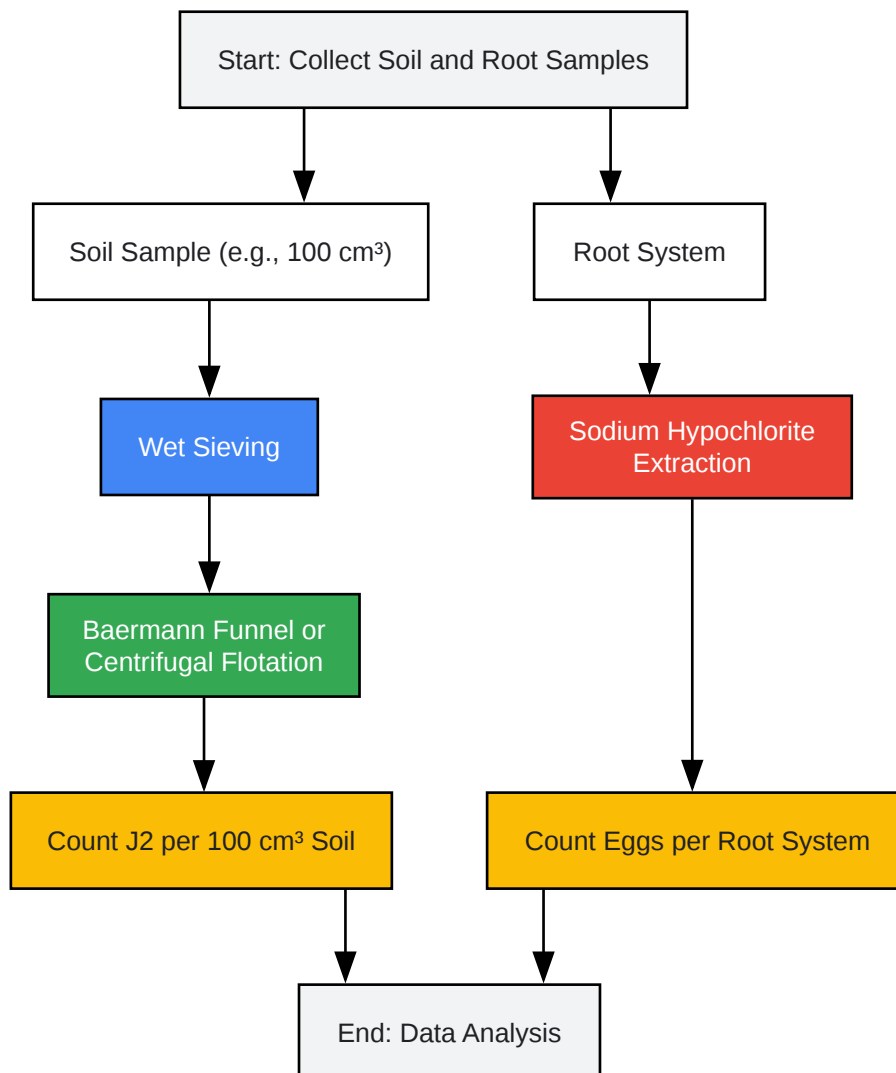 Start: Collect Soil and Root Samples
Soil Sample (e.g., 100 cm³)
Root System
Wet Sieving
Sodium Hypochlorite
Extraction
Baermann Funnel or
Centrifugal Flotation
Count J2 per 100 cm³ Soil
Count Eggs per Root System
End: Data Analysis